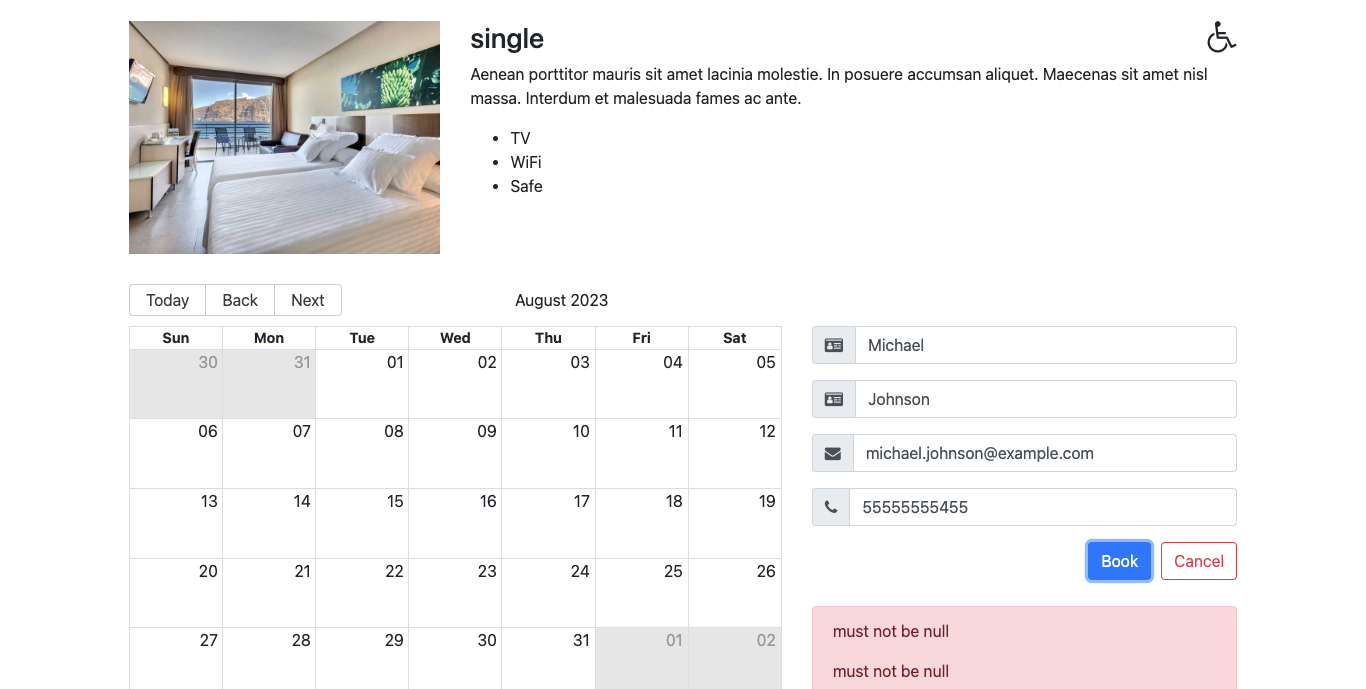 single
Aenean porttitor mauris sit amet lacinia molestie. In posuere accumsan aliquet. Maecenas sit amet nisl
massa. Interdum et malesuada fames ac ante.
TV
WiFi
Safe
Today Back Next August 2023
Sun Mon Tue Wed Thu Fri Sat
30 31 01 02 03 04 05
06 07 08 09 10 11 12
13 14 15 16 17 18 19
20 21 22 23 24 25 26
27 28 29 30 31 01 02
Michael
Johnson
michael.johnson@example.com
55555555455
Book Cancel
must not be null
must not be null